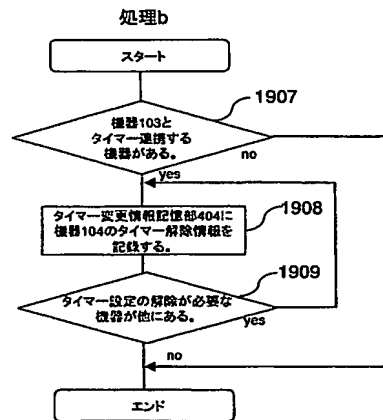 処理b
スタート
1907
機器103と
タイマー連携する
機器がある。
no
yes
1908
タイマー変更情報記憶部404に
機器104のタイマー解除情報を
記録する。
1909
タイマー設定の解除が必要な
機器が他にある。
yes
no
エンド